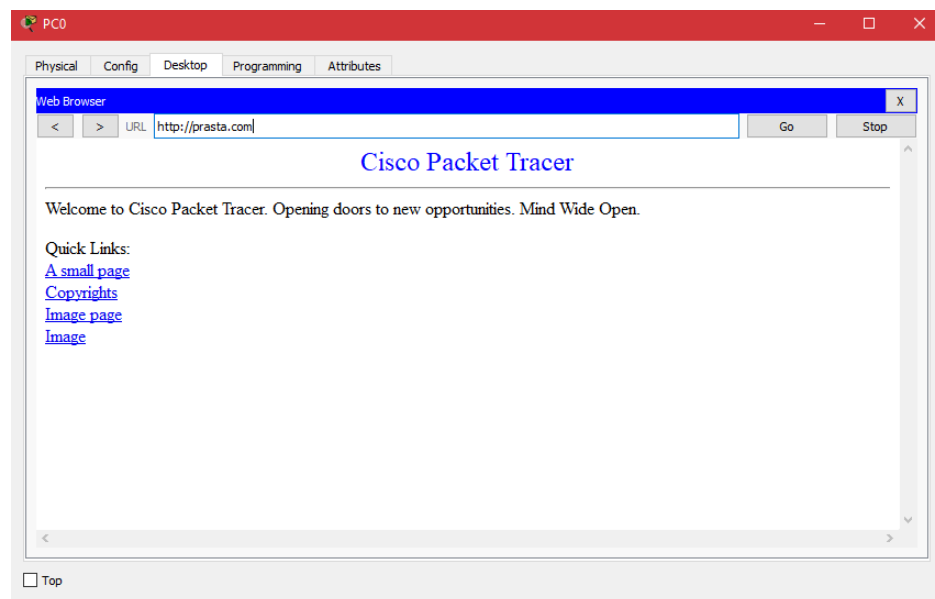 PC0
Physical Config Desktop Programming Attributes
Web Browser X
< > URL http://prasta.com Go Stop
Cisco Packet Tracer
Welcome to Cisco Packet Tracer. Opening doors to new opportunities. Mind Wide Open.
Quick Links:
A small page
Copyrights
Image page
Image
Top